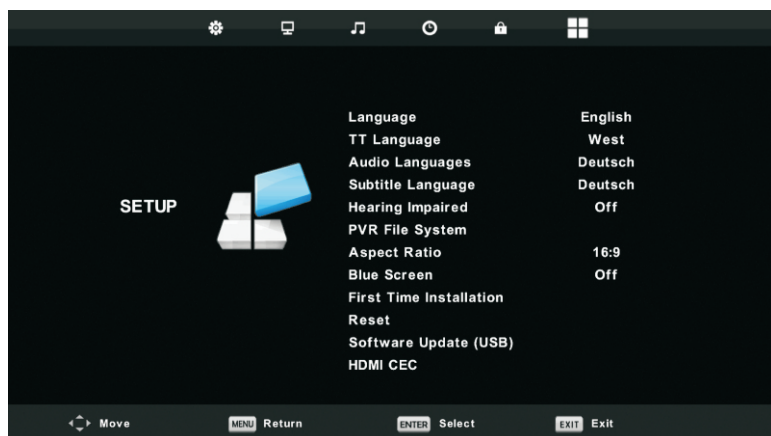 SETUP
Language English
TT Language West
Audio Languages Deutsch
Subtitle Language Deutsch
Hearing Impaired Off
PVR File System
Aspect Ratio 16:9
Blue Screen Off
First Time Installation
Reset
Software Update (USB)
HDMI CEC
Move MENU Return ENTER Select EXIT Exit